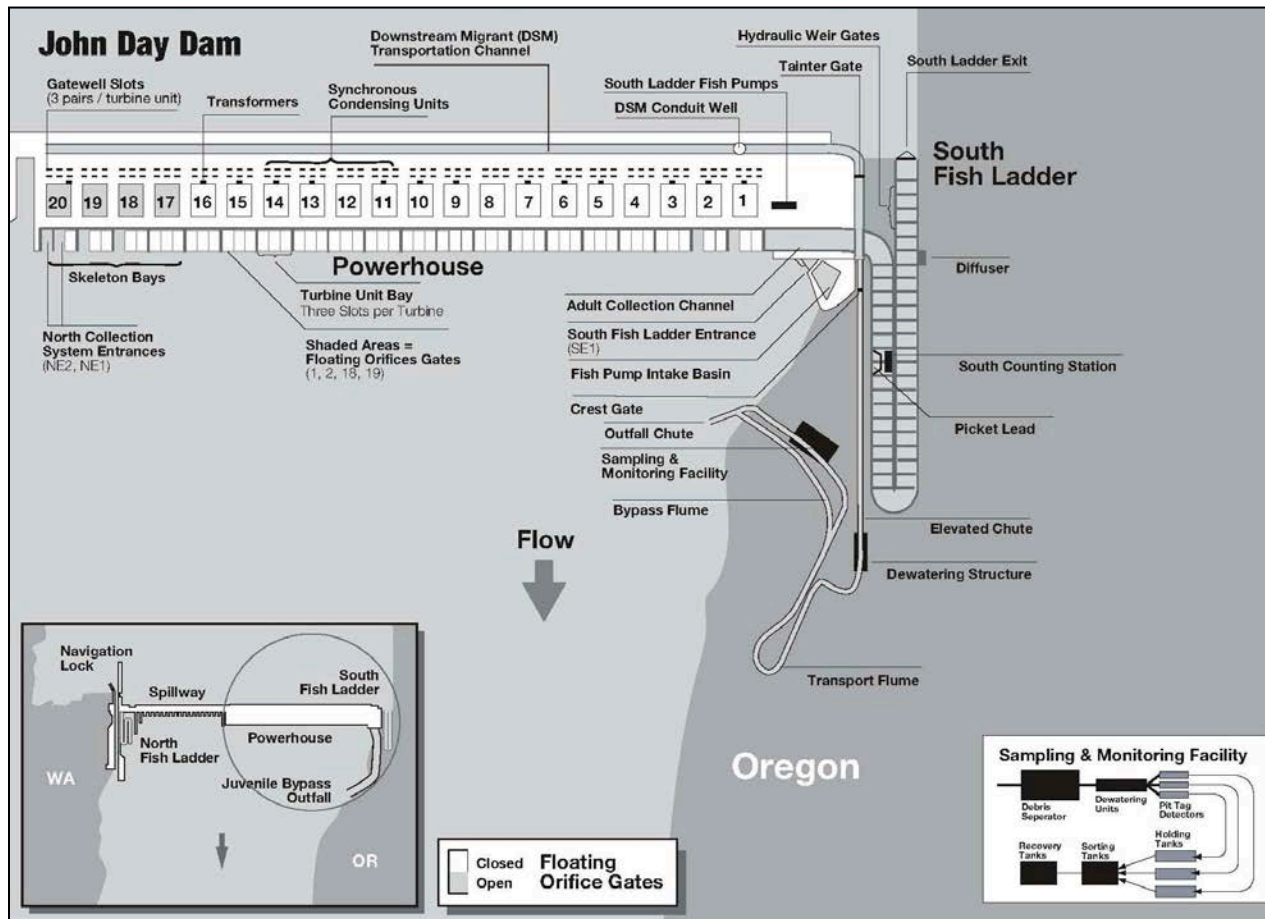 John Day Dam
Downstream Migrant (DSM)
Transportation Channel
Hydraulic Weir Gates
Tainter Gate
South Ladder Exit
Gatewell Slots
(3 pairs / turbine unit)
Transformers
Synchronous
Condensing Units
South Ladder Fish Pumps
DSM Conduit Well
South
Fish Ladder
20 19 18 17 16 15 14 13 12 11 10 9 8 7 6 5 4 3 2 1
Skeleton Bays
Powerhouse
Diffuser
Turbine Unit Bay
Three Slots per Turbine
Adult Collection Channel
North Collection
System Entrances
(NE2, NE1)
Shaded Areas =
Floating Orifices Gates
(1, 2, 18, 19)
South Fish Ladder Entrance
(SE1)
Fish Pump Intake Basin
South Counting Station
Crest Gate
Outfall Chute
Picket Lead
Sampling &
Monitoring Facility
Bypass Flume
Elevated Chute
Flow
Dewatering Structure
Transport Flume
Navigation
Lock
Spillway
South
Fish Ladder
North
Fish Ladder
Powerhouse
WA
Juvenile Bypass
Outfall
OR
Oregon
Closed
Open
Floating
Orifice Gates
Sampling & Monitoring Facility
Debris
Seperator
Dewatering
Units
Pit Tag
Detectors
Recovery
Tanks
Sorting
Tanks
Holding
Tanks